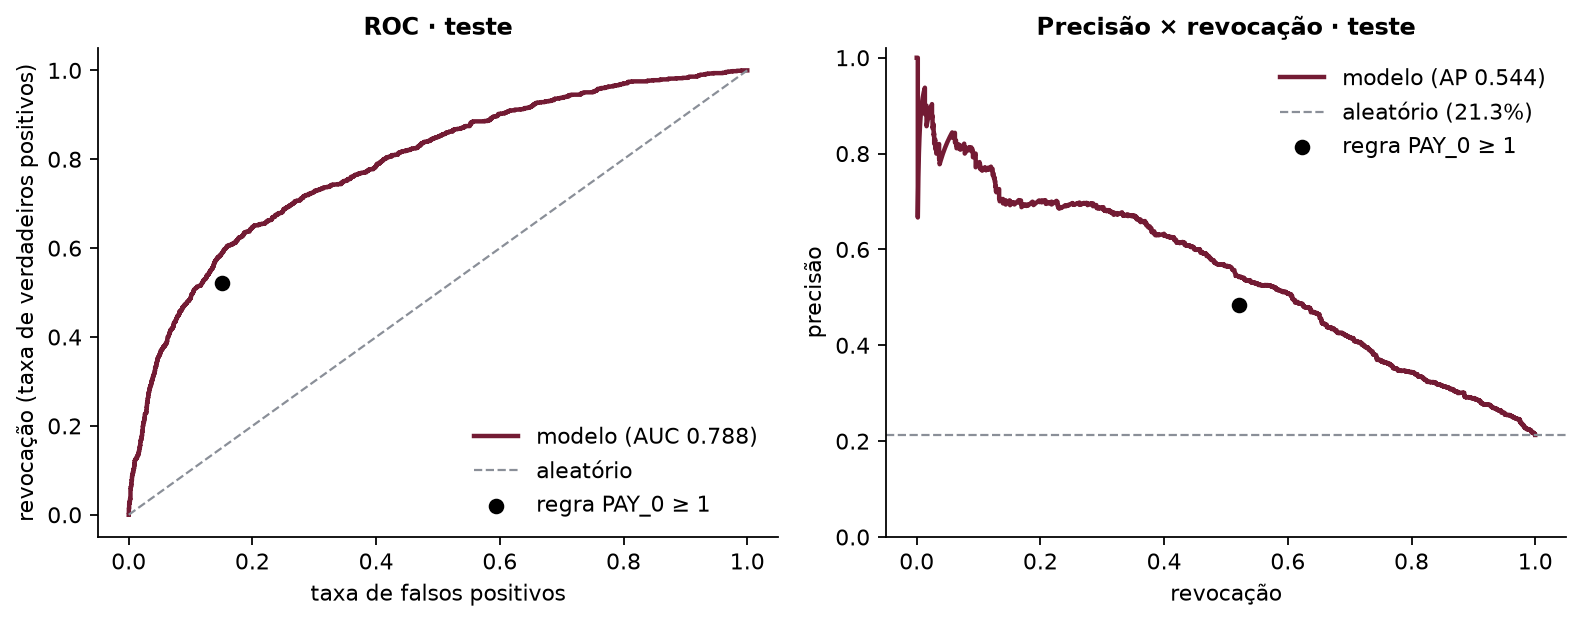 ROC · teste
revocação (taxa de verdadeiros positivos)
1.0
0.8
0.6
0.4
0.2
0.0
modelo (AUC 0.788)
aleatório
regra PAY_0 ≥ 1
0.0 0.2 0.4 0.6 0.8 1.0
taxa de falsos positivos
Precisão × revocação · teste
precisão
1.0
0.8
0.6
0.4
0.2
0.0
modelo (AP 0.544)
aleatório (21.3%)
regra PAY_0 ≥ 1
0.0 0.2 0.4 0.6 0.8 1.0
revocação